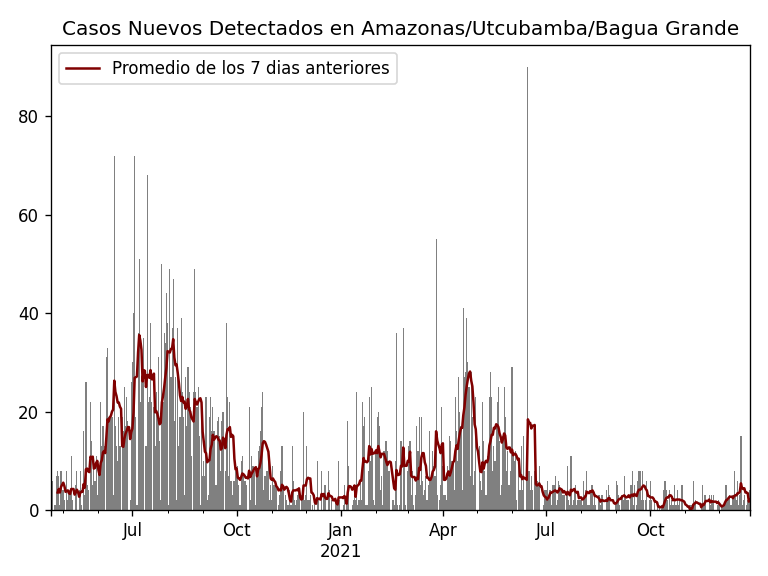 Casos Nuevos Detectados en Amazonas/Utcubamba/Bagua Grande
Promedio de los 7 dias anteriores
80
60
40
20
0
Jul
Oct
Jan
2021
Apr
Jul
Oct